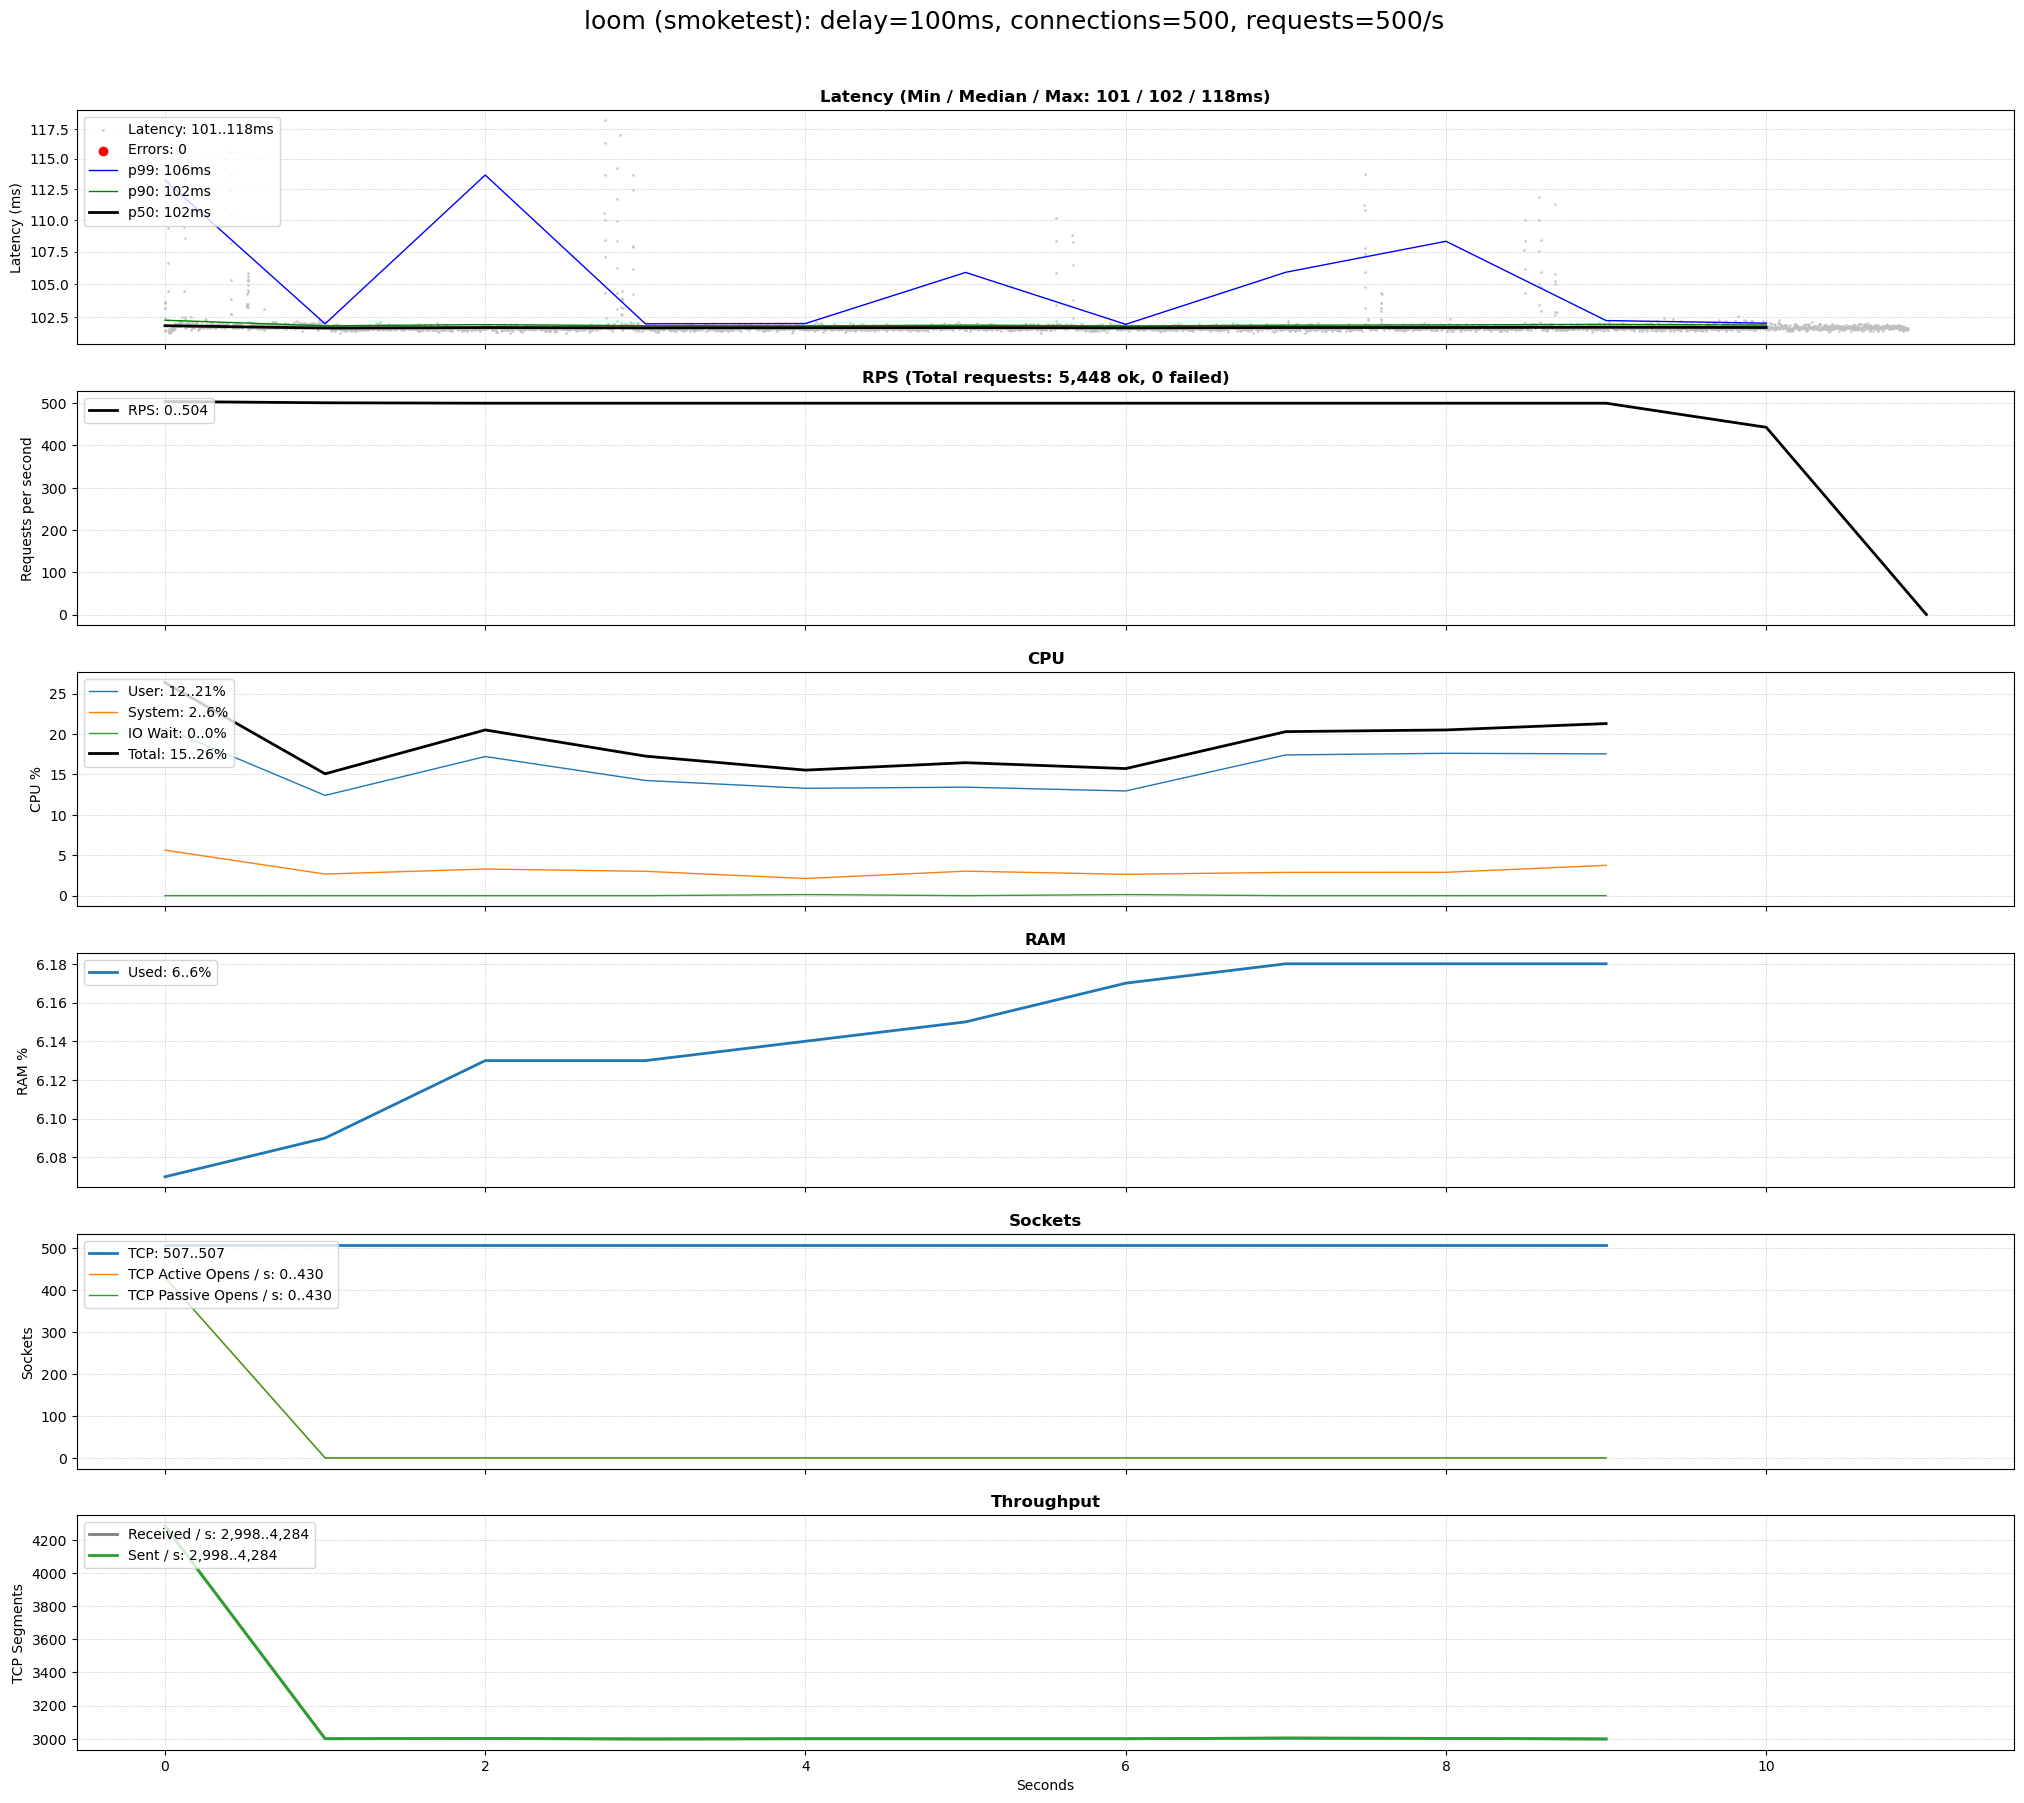 loom (smoketest): delay=100ms, connections=500, requests=500/s
Latency (Min / Median / Max: 101 / 102 / 118ms)
Latency (ms)
117.5
115.0
112.5
110.0
107.5
105.0
102.5
Latency: 101..118ms
Errors: 0
p99: 106ms
p90: 102ms
p50: 102ms
RPS (Total requests: 5,448 ok, 0 failed)
Requests per second
500
400
300
200
100
0
RPS: 0..504
CPU
CPU %
25
20
15
10
5
0
User: 12..21%
System: 2..6%
IO Wait: 0..0%
Total: 15..26%
RAM
RAM %
6.18
6.16
6.14
6.12
6.10
6.08
Used: 6..6%
Sockets
Sockets
500
400
300
200
100
0
TCP: 507..507
TCP Active Opens / s: 0..430
TCP Passive Opens / s: 0..430
Throughput
TCP Segments
4200
4000
3800
3600
3400
3200
3000
Received / s: 2,998..4,284
Sent / s: 2,998..4,284
0 2 4 6 8 10
Seconds